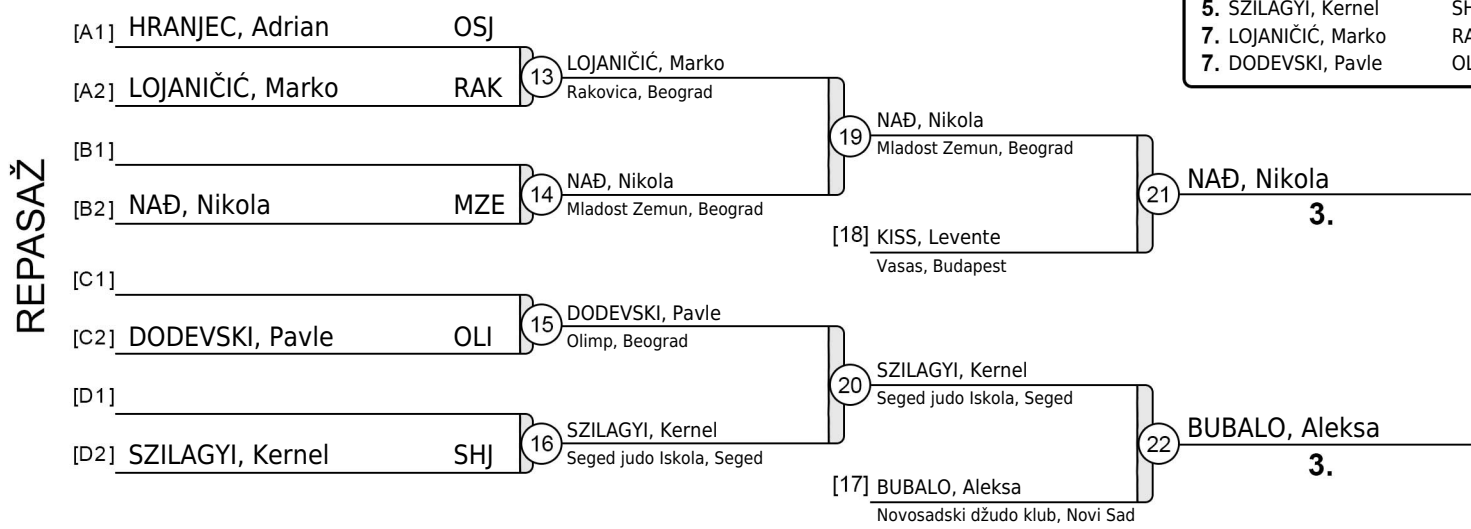 5. SZILAGYI, Kernel
7. LOJANIČIĆ, Marko
7. DODEVSKI, Pavle
REPASAŽ
[A1] HRANJEC, Adrian OSJ
[A2] LOJANIČIĆ, Marko RAK
[B1]
[B2] NAĐ, Nikola MZE
[C1]
[C2] DODEVSKI, Pavle OLI
[D1]
[D2] SZILAGYI, Kernel SHJ
13 LOJANIČIĆ, Marko
Rakovica, Beograd
14 NAĐ, Nikola
Mladost Zemun, Beograd
15 DODEVSKI, Pavle
Olimp, Beograd
16 SZILAGYI, Kernel
Seged judo Iskola, Seged
19 NAĐ, Nikola
Mladost Zemun, Beograd
[18] KISS, Levente
Vasas, Budapest
20 SZILAGYI, Kernel
Seged judo Iskola, Seged
[17] BUBALO, Aleksa
Novosadski džudo klub, Novi Sad
21 NAĐ, Nikola
3.
22 BUBALO, Aleksa
3.